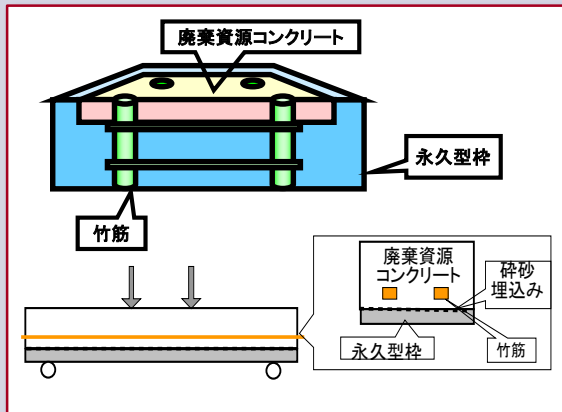 廃棄資源コンクリート
永久型枠
竹筋
廃棄資源
コンクリート
砕砂
埋込み
永久型枠
竹筋